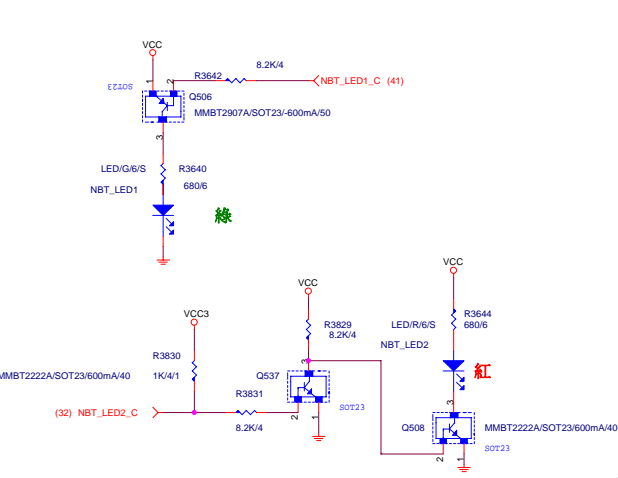 VCC
8.2K/4
R3642
NBT_LED1_C (41)
1
2
SOT23
Q506
MMBT2907A/SOT23/-600mA/50
3
LED/G/6/S
R3640
NBT_LED1
680/6
綠
VCC
VCC
VCC3
R3829
8.2K/4
LED/R/6/S
R3644
680/6
NBT_LED2
R3830
紅
MMBT2222A/SOT23/600mA/40
1K/4/1
Q537
3
R3831
SOT23
(32) NBT_LED2_C
2
1
8.2K/4
3
Q508
MMBT2222A/SOT23/600mA/40
SOT23
2
1